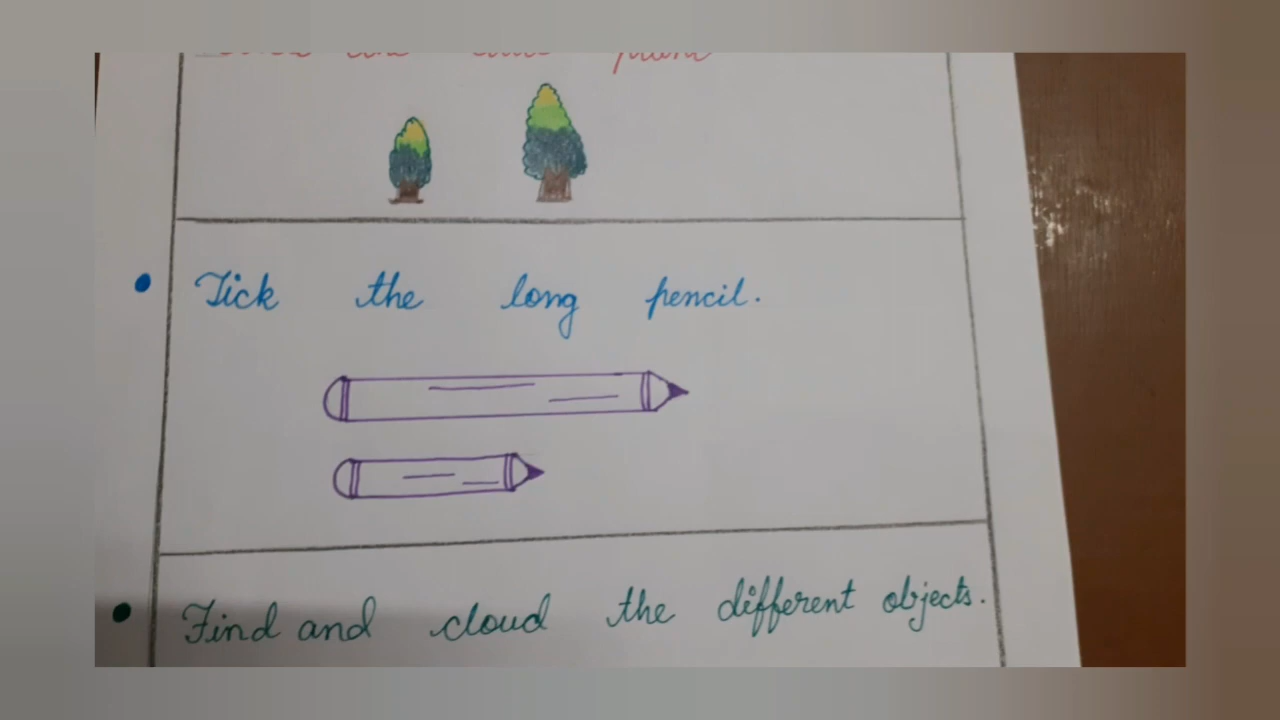 Tick the long pencil.
Find and cloud the different objects.